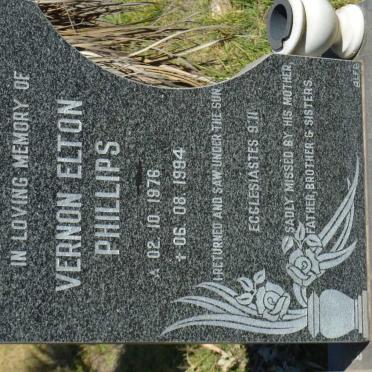 IN LOVING MEMORY OF
VERNON ELTON
PHILLIPS
☆ 02.10.1976
+ 06.08.1994
I RETURNED AND SAW UNDER THE SUN
ECCLESIASTES 9:11
SADLY MISSED BY HIS MOTHER
FATHER, BROTHER & SISTERS.